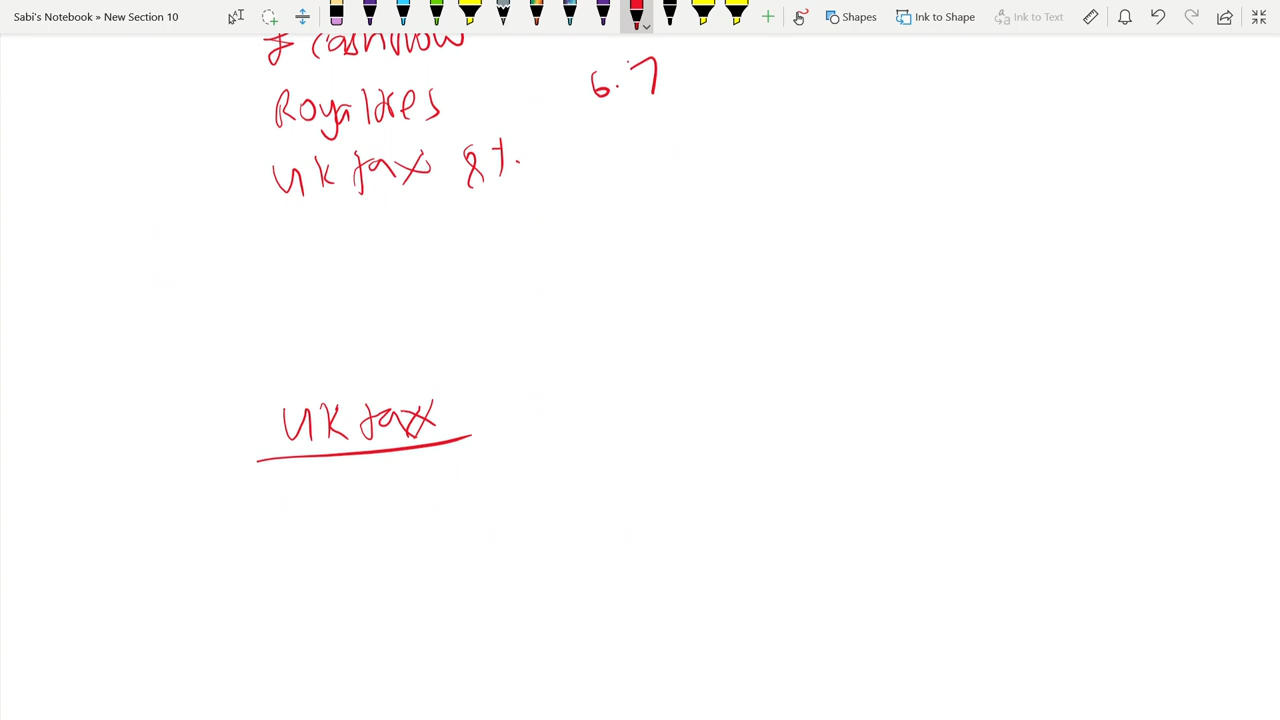 Sabi's Notebook » New Section 10 Shapes Ink to Shape Ink to Text
£ cashflow
6.7
Royalties
UK tax 8%
UK tax